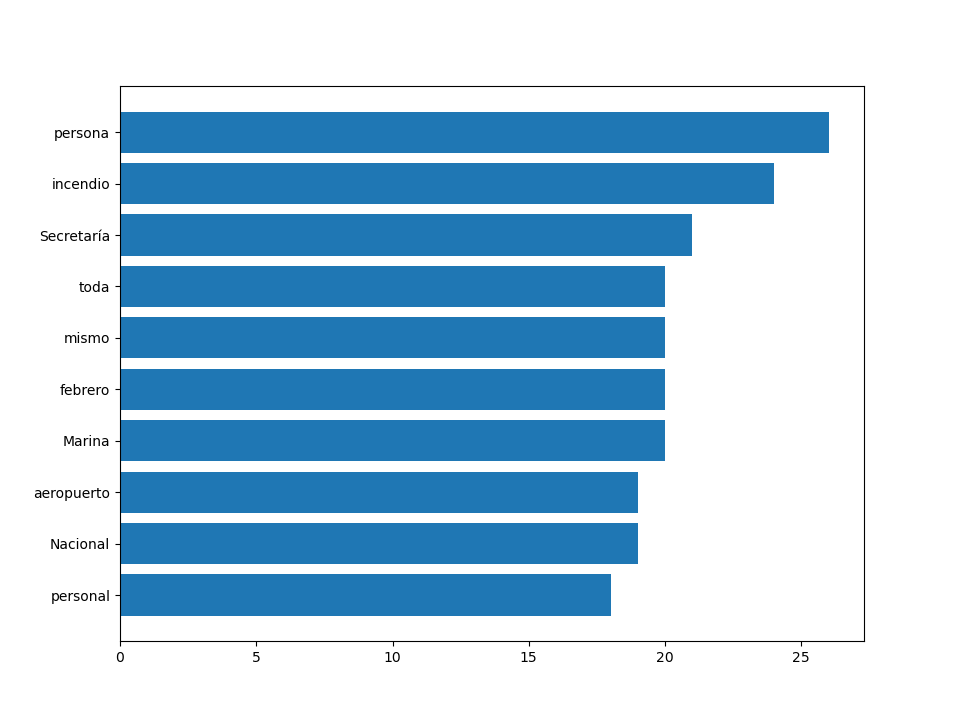 persona
incendio
Secretaría
toda
mismo
febrero
Marina
aeropuerto
Nacional
personal
0 5 10 15 20 25